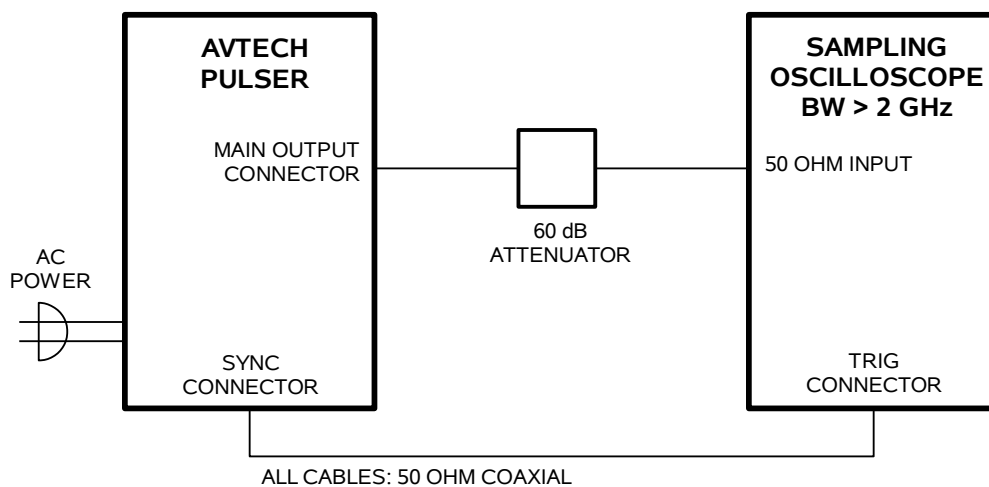 AVTECH
PULSER
MAIN OUTPUT
CONNECTOR
AC
POWER
SYNC
CONNECTOR
60 dB
ATTENUATOR
SAMPLING
OSCILLOSCOPE
BW > 2 GHz
50 OHM INPUT
TRIG
CONNECTOR
ALL CABLES: 50 OHM COAXIAL